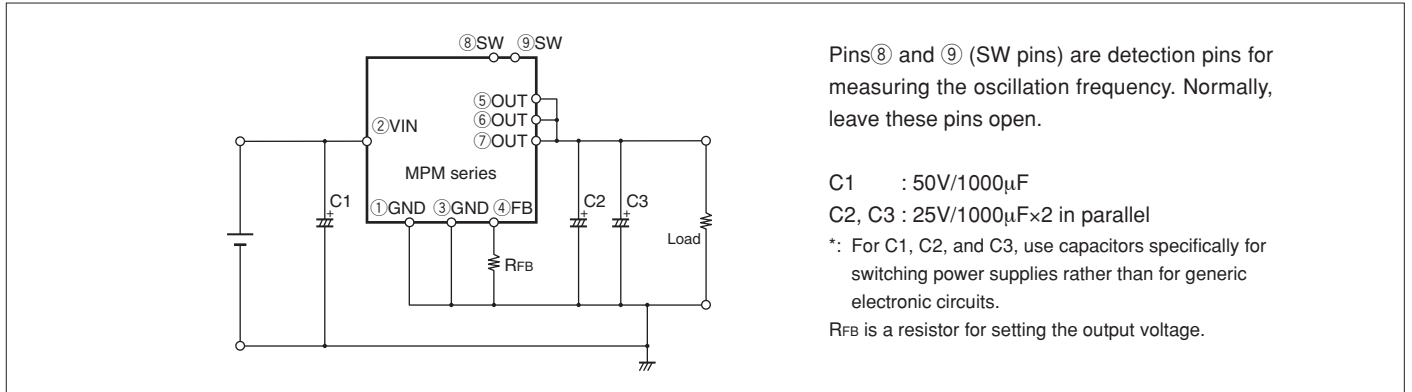 ⑧SW ⑨SW
⑤OUT
⑥OUT
⑦OUT
②VIN
MPM series
C1
①GND ③GND ④FB
C2
C3
Load
RFB
+
+
+
Pins⑧ and ⑨ (SW pins) are detection pins for
measuring the oscillation frequency. Normally,
leave these pins open.
C1 : 50V/1000μF
C2, C3 : 25V/1000μF×2 in parallel
*: For C1, C2, and C3, use capacitors specifically for
switching power supplies rather than for generic
electronic circuits.
RFB is a resistor for setting the output voltage.